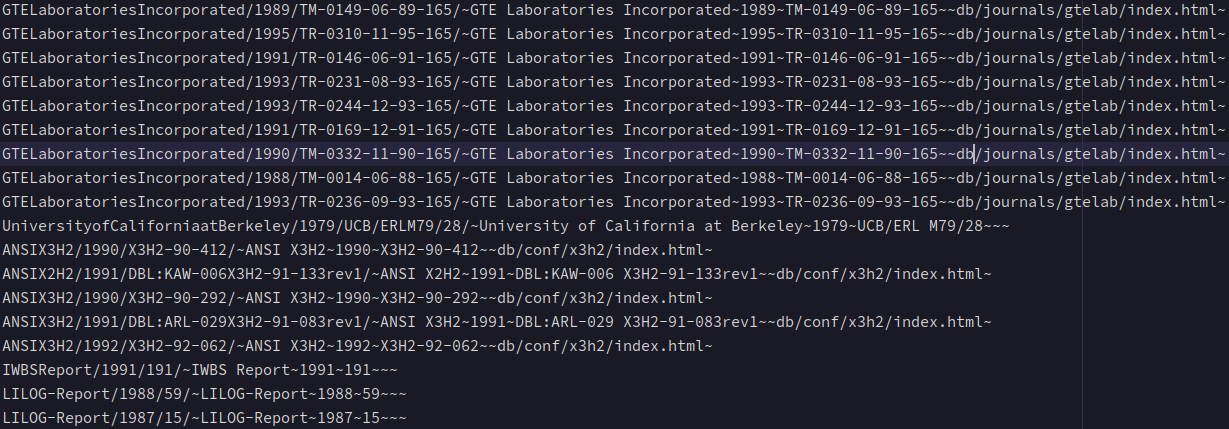 GTELaboratoriesIncorporated/1989/TM-0149-06-89-165/~GTE Laboratories Incorporated~1989~TM-0149-06-89-165~~db/journals/gtelab/index.html~
GTELaboratoriesIncorporated/1995/TR-0310-11-95-165/~GTE Laboratories Incorporated~1995~TR-0310-11-95-165~~db/journals/gtelab/index.html~
GTELaboratoriesIncorporated/1991/TR-0146-06-91-165/~GTE Laboratories Incorporated~1991~TR-0146-06-91-165~~db/journals/gtelab/index.html~
GTELaboratoriesIncorporated/1993/TR-0231-08-93-165/~GTE Laboratories Incorporated~1993~TR-0231-08-93-165~~db/journals/gtelab/index.html~
GTELaboratoriesIncorporated/1993/TR-0244-12-93-165/~GTE Laboratories Incorporated~1993~TR-0244-12-93-165~~db/journals/gtelab/index.html~
GTELaboratoriesIncorporated/1991/TR-0169-12-91-165/~GTE Laboratories Incorporated~1991~TR-0169-12-91-165~~db/journals/gtelab/index.html~
GTELaboratoriesIncorporated/1990/TM-0332-11-90-165/~GTE Laboratories Incorporated~1990~TM-0332-11-90-165~~db/journals/gtelab/index.html~
GTELaboratoriesIncorporated/1988/TM-0014-06-88-165/~GTE Laboratories Incorporated~1988~TM-0014-06-88-165~~db/journals/gtelab/index.html~
GTELaboratoriesIncorporated/1993/TR-0236-09-93-165/~GTE Laboratories Incorporated~1993~TR-0236-09-93-165~~db/journals/gtelab/index.html~
UniversityofCaliforniaatBerkeley/1979/UCB/ERLM79/28/~University of California at Berkeley~1979~UCB/ERL M79/28~~~
ANSIX3H2/1990/X3H2-90-412/~ANSI X3H2~1990~X3H2-90-412~~db/conf/x3h2/index.html~
ANSIX2H2/1991/DBL:KAW-006X3H2-91-133rev1/~ANSI X2H2~1991~DBL:KAW-006 X3H2-91-133rev1~~db/conf/x3h2/index.html~
ANSIX3H2/1990/X3H2-90-292/~ANSI X3H2~1990~X3H2-90-292~~db/conf/x3h2/index.html~
ANSIX3H2/1991/DBL:ARL-029X3H2-91-083rev1/~ANSI X3H2~1991~DBL:ARL-029 X3H2-91-083rev1~~db/conf/x3h2/index.html~
ANSIX3H2/1992/X3H2-92-062/~ANSI X3H2~1992~X3H2-92-062~~db/conf/x3h2/index.html~
IWBSReport/1991/191/~IWBS Report~1991~191~~~
LILOG-Report/1988/59/~LILOG-Report~1988~59~~~
LILOG-Report/1987/15/~LILOG-Report~1987~15~~~